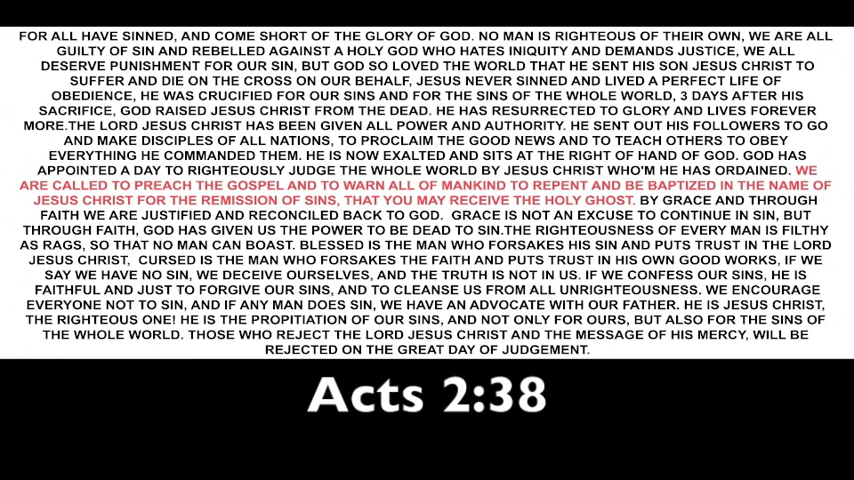 FOR ALL HAVE SINNED, AND COME SHORT OF THE GLORY OF GOD. NO MAN IS RIGHTEOUS OF THEIR OWN, WE ARE ALL
GUILTY OF SIN AND REBELLED AGAINST A HOLY GOD WHO HATES INIQUITY AND DEMANDS JUSTICE, WE ALL
DESERVE PUNISHMENT FOR OUR SIN, BUT GOD SO LOVED THE WORLD THAT HE SENT HIS SON JESUS CHRIST TO
SUFFER AND DIE ON THE CROSS ON OUR BEHALF, JESUS NEVER SINNED AND LIVED A PERFECT LIFE OF
OBEDIENCE, HE WAS CRUCIFIED FOR OUR SINS AND FOR THE SINS OF THE WHOLE WORLD, 3 DAYS AFTER HIS
SACRIFICE, GOD RAISED JESUS CHRIST FROM THE DEAD. HE HAS RESURRECTED TO GLORY AND LIVES FOREVER
MORE.THE LORD JESUS CHRIST HAS BEEN GIVEN ALL POWER AND AUTHORITY. HE SENT OUT HIS FOLLOWERS TO GO
AND MAKE DISCIPLES OF ALL NATIONS, TO PROCLAIM THE GOOD NEWS AND TO TEACH OTHERS TO OBEY
EVERYTHING HE COMMANDED THEM. HE IS NOW EXALTED AND SITS AT THE RIGHT OF HAND OF GOD. GOD HAS
APPOINTED A DAY TO RIGHTEOUSLY JUDGE THE WHOLE WORLD BY JESUS CHRIST WHO'M HE HAS ORDAINED. WE
ARE CALLED TO PREACH THE GOSPEL AND TO WARN ALL OF MANKIND TO REPENT AND BE BAPTIZED IN THE NAME OF
JESUS CHRIST FOR THE REMISSION OF SINS, THAT YOU MAY RECEIVE THE HOLY GHOST. BY GRACE AND THROUGH
FAITH WE ARE JUSTIFIED AND RECONCILED BACK TO GOD. GRACE IS NOT AN EXCUSE TO CONTINUE IN SIN, BUT
THROUGH FAITH, GOD HAS GIVEN US THE POWER TO BE DEAD TO SIN.THE RIGHTEOUSNESS OF EVERY MAN IS FILTHY
AS RAGS, SO THAT NO MAN CAN BOAST. BLESSED IS THE MAN WHO FORSAKES HIS SIN AND PUTS TRUST IN THE LORD
JESUS CHRIST, CURSED IS THE MAN WHO FORSAKES THE FAITH AND PUTS TRUST IN HIS OWN GOOD WORKS, IF WE
SAY WE HAVE NO SIN, WE DECEIVE OURSELVES, AND THE TRUTH IS NOT IN US. IF WE CONFESS OUR SINS, HE IS
FAITHFUL AND JUST TO FORGIVE OUR SINS, AND TO CLEANSE US FROM ALL UNRIGHTEOUSNESS. WE ENCOURAGE
EVERYONE NOT TO SIN, AND IF ANY MAN DOES SIN, WE HAVE AN ADVOCATE WITH OUR FATHER. HE IS JESUS CHRIST,
THE RIGHTEOUS ONE! HE IS THE PROPITIATION OF OUR SINS, AND NOT ONLY FOR OURS, BUT ALSO FOR THE SINS OF
THE WHOLE WORLD. THOSE WHO REJECT THE LORD JESUS CHRIST AND THE MESSAGE OF HIS MERCY, WILL BE
REJECTED ON THE GREAT DAY OF JUDGEMENT.
Acts 2:38